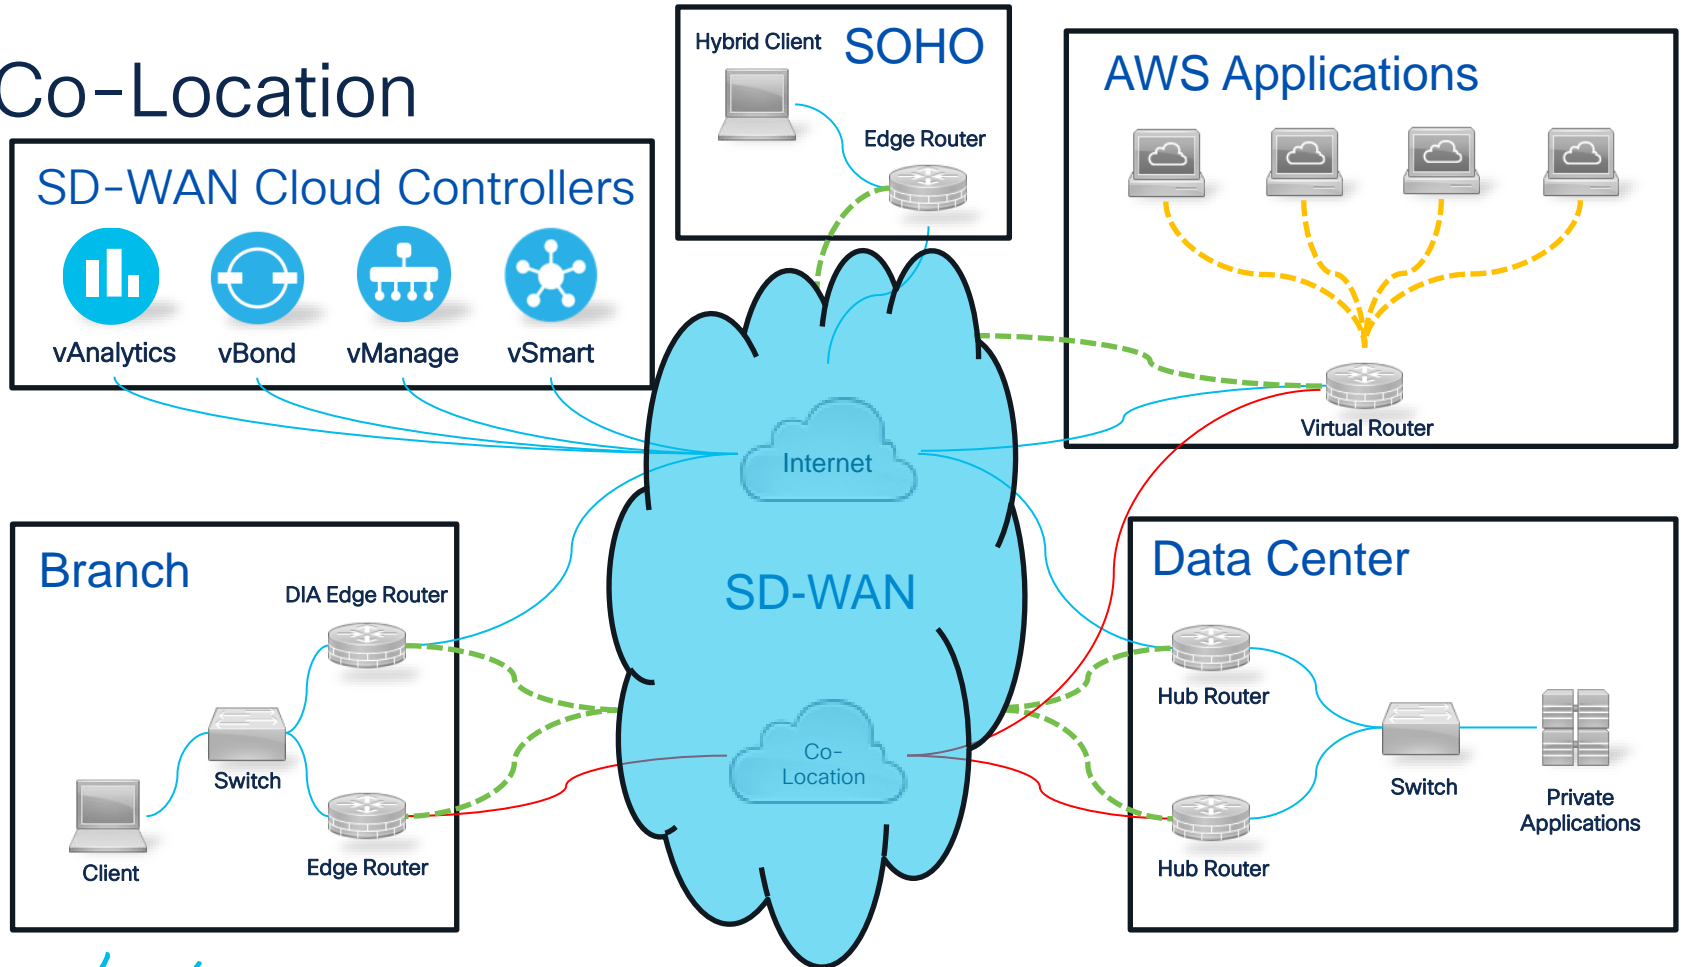 Co-Location
SD-WAN Cloud Controllers
vAnalytics
vBond
vManage
vSmart
Hybrid Client
SOHO
Edge Router
AWS Applications
Virtual Router
Internet
SD-WAN
Co-
Location
Branch
DIA Edge Router
Switch
Client
Edge Router
Data Center
Hub Router
Hub Router
Switch
Private
Applications